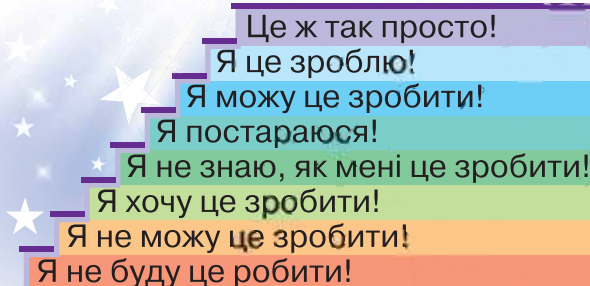 Це ж так просто!
Я це зроблю!
Я можу це зробити!
Я постараюся!
Я не знаю, як мені це зробити!
Я хочу це зробити!
Я не можу це зробити!
Я не буду це робити!